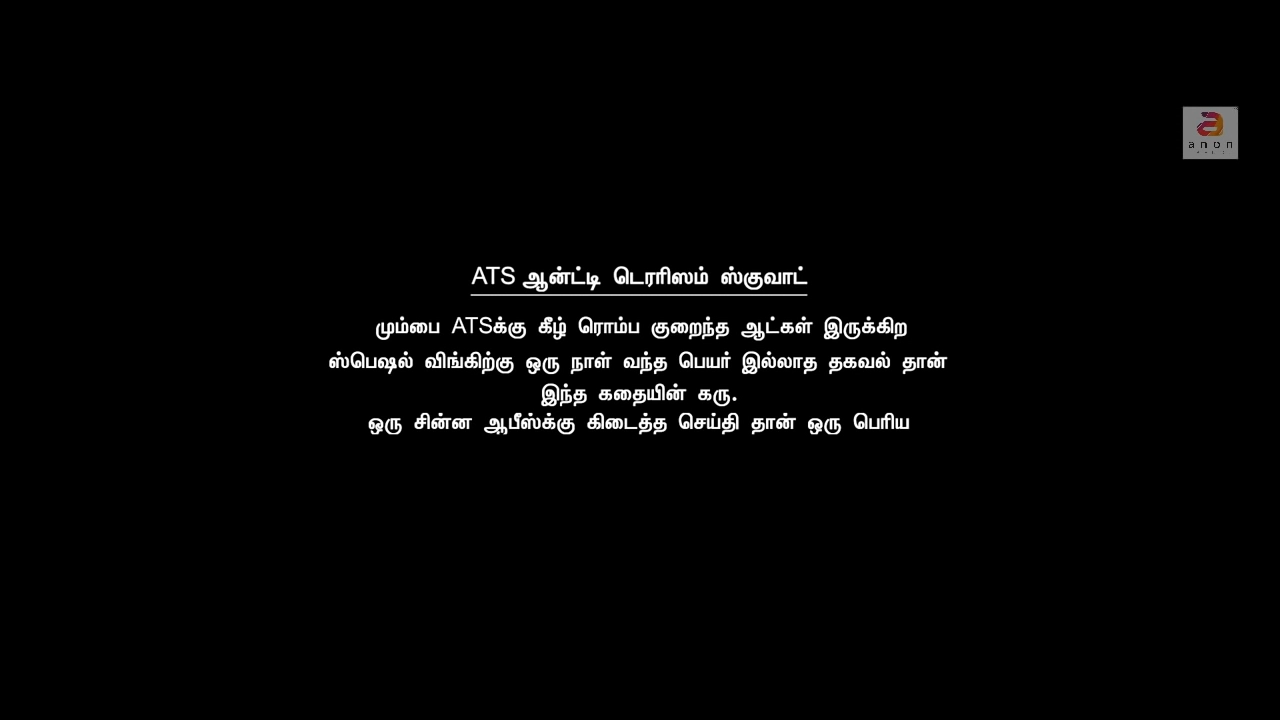 anon
ATS ஆன்ட்டி டெரரிஸம் ஸ்குவாட்
மும்பை ATSக்கு கீழ் ரொம்ப குறைந்த ஆட்கள் இருக்கிற
ஸ்பெஷல் விங்கிற்கு ஒரு நாள் வந்த பெயர் இல்லாத தகவல் தான்
இந்த கதையின் கரு.
ஒரு சின்ன ஆபீஸ்க்கு கிடைத்த செய்தி தான் ஒரு பெரிய